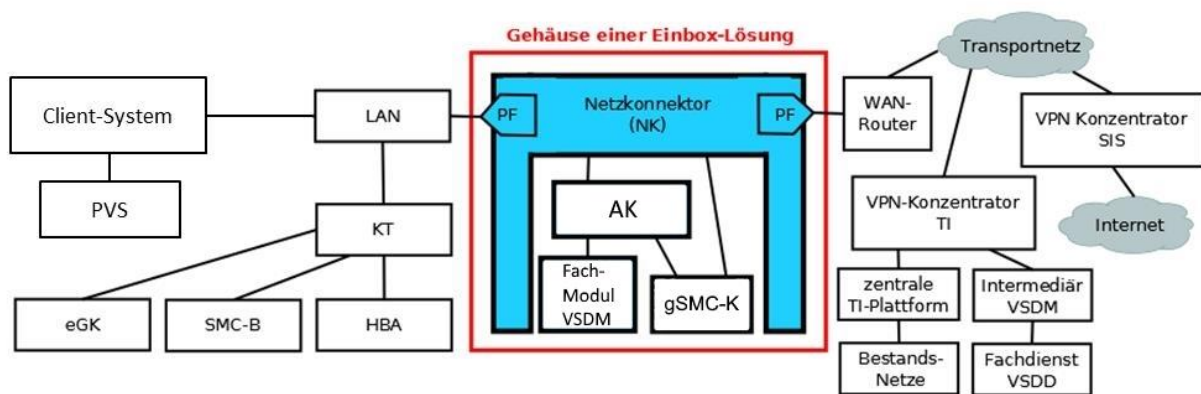 Gehäuse einer Einbox-Lösung
Client-System
PVS
LAN
KT
eGK
SMC-B
HBA
PF
Netzkonnektor
(NK)
PF
AK
Fach-
Modul
VSDM
gSMC-K
WAN-
Router
Transportnetz
VPN Konzentrator
SIS
VPN-Konzentrator
TI
Internet
zentrale
TI-Plattform
Intermediär
VSDM
Bestands-
Netze
Fachdienst
VSDD